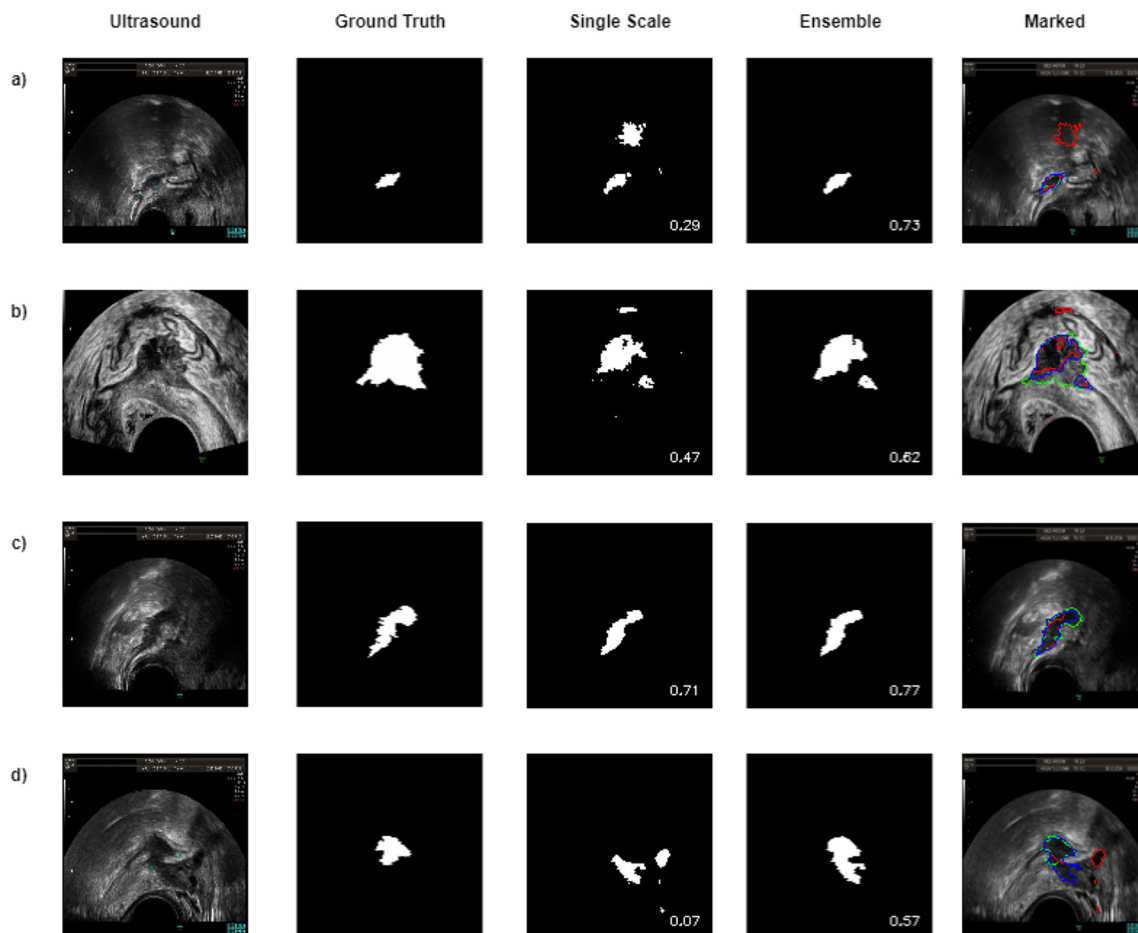 Ultrasound Ground Truth Single Scale Ensemble Marked
a)
0.29 0.73
b)
0.47 0.62
c)
0.71 0.77
d)
0.07 0.57